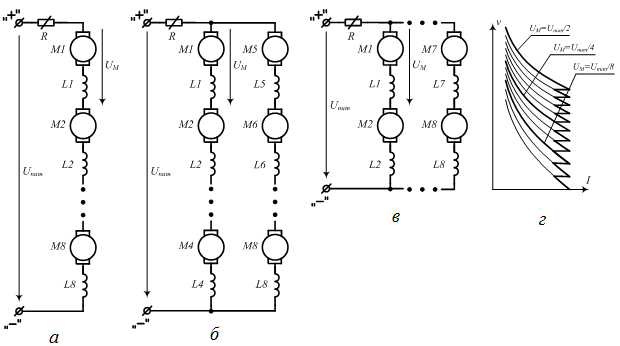 "+"
R
M1
L1
U_M
M2
L2
U_пит
M8
L8
"–"
а
"+"
R
M1
M5
L1
U_M
L5
M2
M6
L2
L6
U_пит
M4
M8
L4
L8
"–"
б
"+"
R
M1
M7
L1
U_M
L7
U_пит
M2
M8
L2
L8
"–"
в
v
U_M=U_пит/2
U_M=U_пит/4
U_M=U_пит/8
I
г